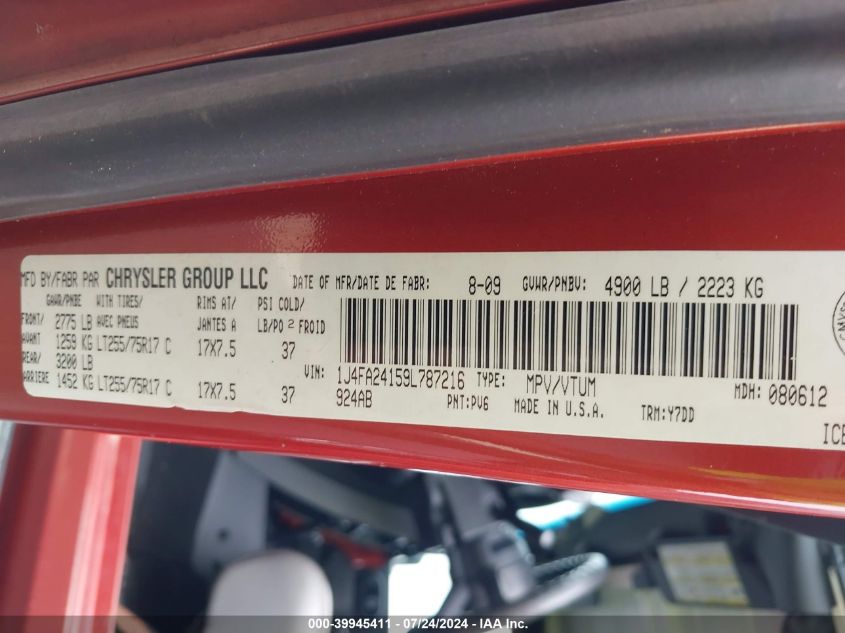 MFD BY/FABR PAR CHRYSLER GROUP LLC DATE OF MFR/DATE DE FABR: 8-09 GVWR/PNBV: 4900 LB / 2223 KG
GAWR/PNBE WITH TIRES/ RIMS AT/ PSI COLD/
FRONT/ 2775 LB AVEC PNEUS JANTES A LB/PO2 FROID
AVANT 1259 KG LT255/75R17 C 17X7.5 37
REAR/ 3200 LB
ARRIERE 1452 KG LT255/75R17 C 17X7.5 37
VIN: 1J4FA24159L787216 TYPE: MPV/VTUM MDH: 080612
924AB PNT:PV6 MADE IN U.S.A. TRM:Y7DD
000-39945411 - 07/24/2024 - IAA Inc.